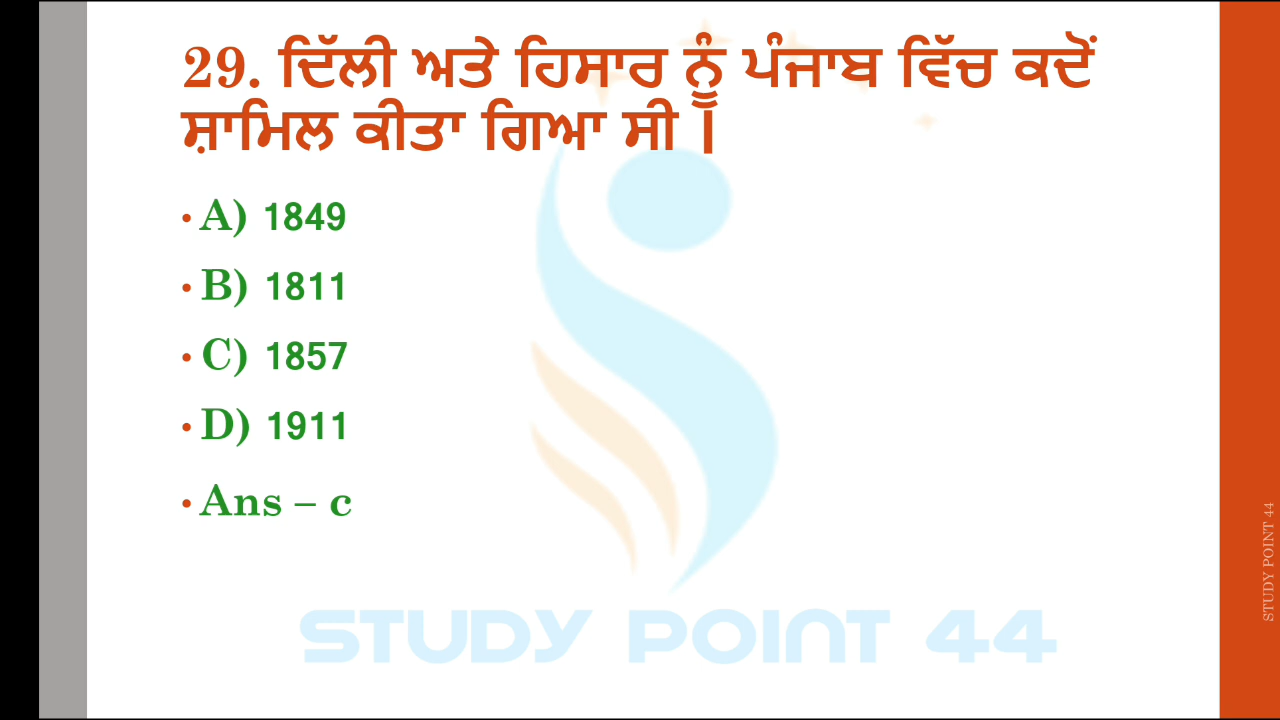 29. ਦਿੱਲੀ ਅਤੇ ਹਿਸਾਰ ਨੂੰ ਪੰਜਾਬ ਵਿੱਚ ਕਦੋਂ
ਸ਼ਾਮਿਲ ਕੀਤਾ ਗਿਆ ਸੀ ।
• A) 1849
• B) 1811
• C) 1857
• D) 1911
• Ans – c
STUDY POINT 44
STUDY POINT 44